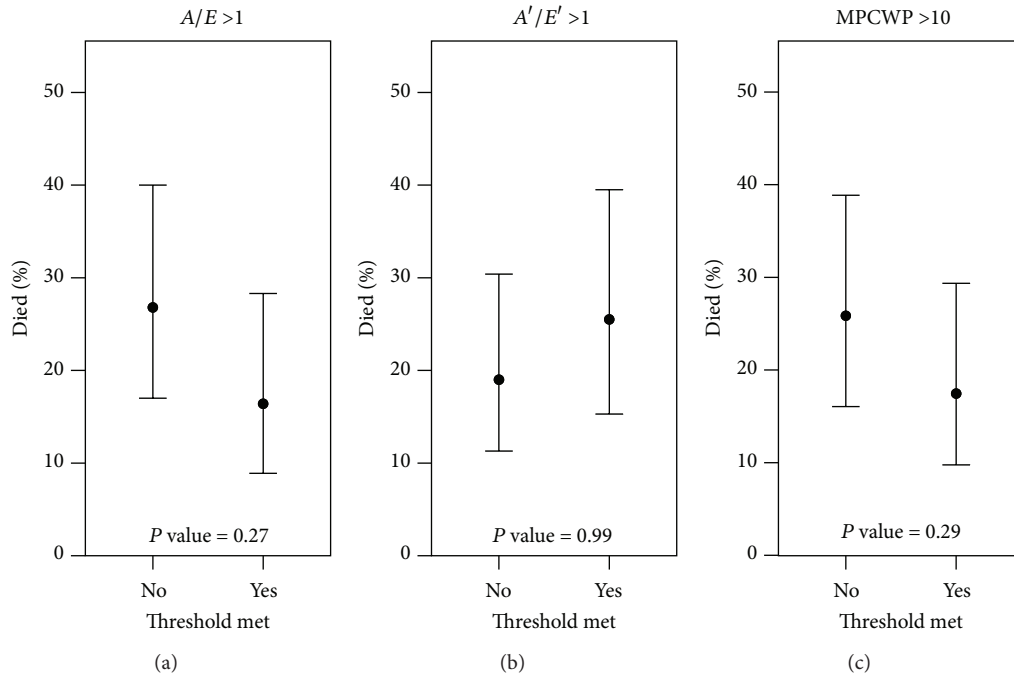 A/E >1
50
40
30
20
10
0
Died (%)
P value = 0.27
No Yes
Threshold met
(a)
A′/E′ >1
50
40
30
20
10
0
Died (%)
P value = 0.99
No Yes
Threshold met
(b)
MPCWP >10
50
40
30
20
10
0
Died (%)
P value = 0.29
No Yes
Threshold met
(c)